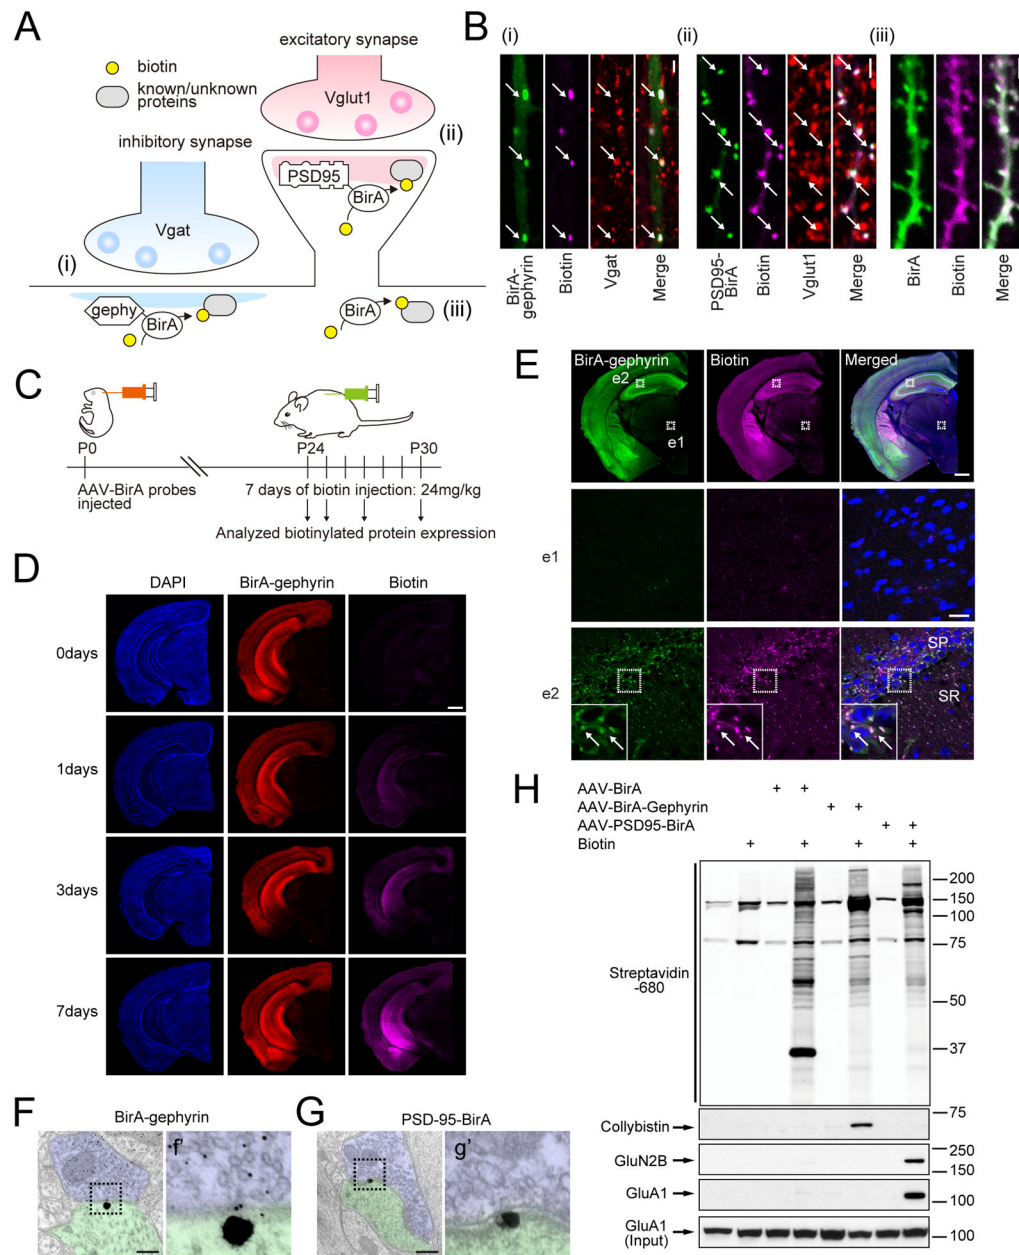 A
excitatory synapse
biotin
known/unknown
proteins
Vglut1
(ii)
inhibitory synapse
PSD95
BirA
Vgat
(i)
gephy
BirA
BirA
(iii)
B
(i)
(ii)
(iii)
BirA-
gephyrin
Biotin
Vgat
Merge
PSD95-
BirA
Biotin
Vglut1
Merge
BirA
Biotin
Merge
C
P0
P24
P30
AAV-BirA probes
injected
7 days of biotin injection: 24mg/kg
Analyzed biotinylated protein expression
D
DAPI
BirA-gephyrin
Biotin
0days
1days
3days
7days
E
BirA-gephyrin
Biotin
Merged
e2
e1
e1
e2
SP
SR
F
BirA-gephyrin
f'
G
PSD-95-BirA
g'
H
AAV-BirA + +
AAV-BirA-Gephyrin + +
AAV-PSD95-BirA + +
Biotin + + + +
200
150
100
75
50
37
Streptavidin
-680
75
Collybistin
250
GluN2B
150
GluA1
100
GluA1
(Input)
100